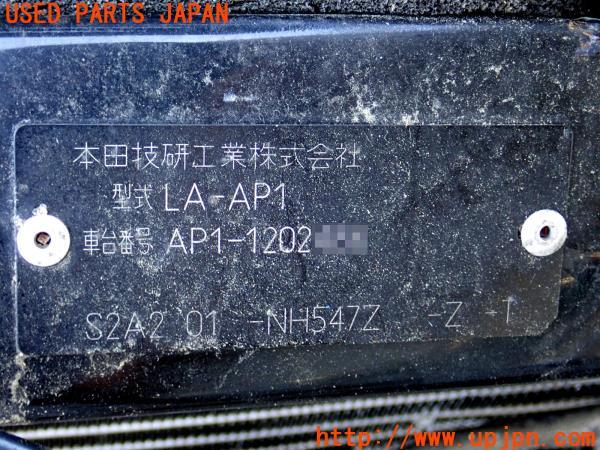 USED PARTS JAPAN
本田技研工業株式会社
型式 LA-AP1
車台番号 AP1-1202
S2A2 01 -NH547Z -Z -1
U.P.J
http://www.upjpn.com